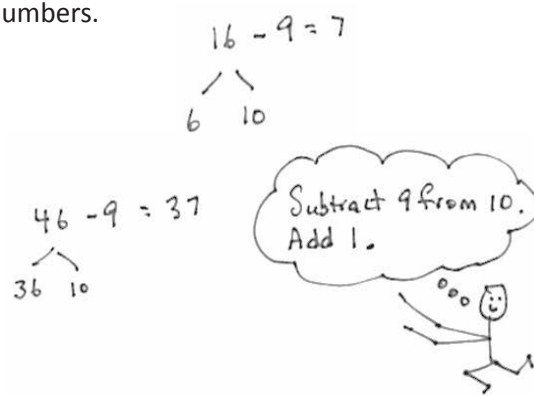 umbers.
16 - 9 = 7
6 10
46 - 9 = 37
36 10
Subtract 9 from 10.
Add 1.